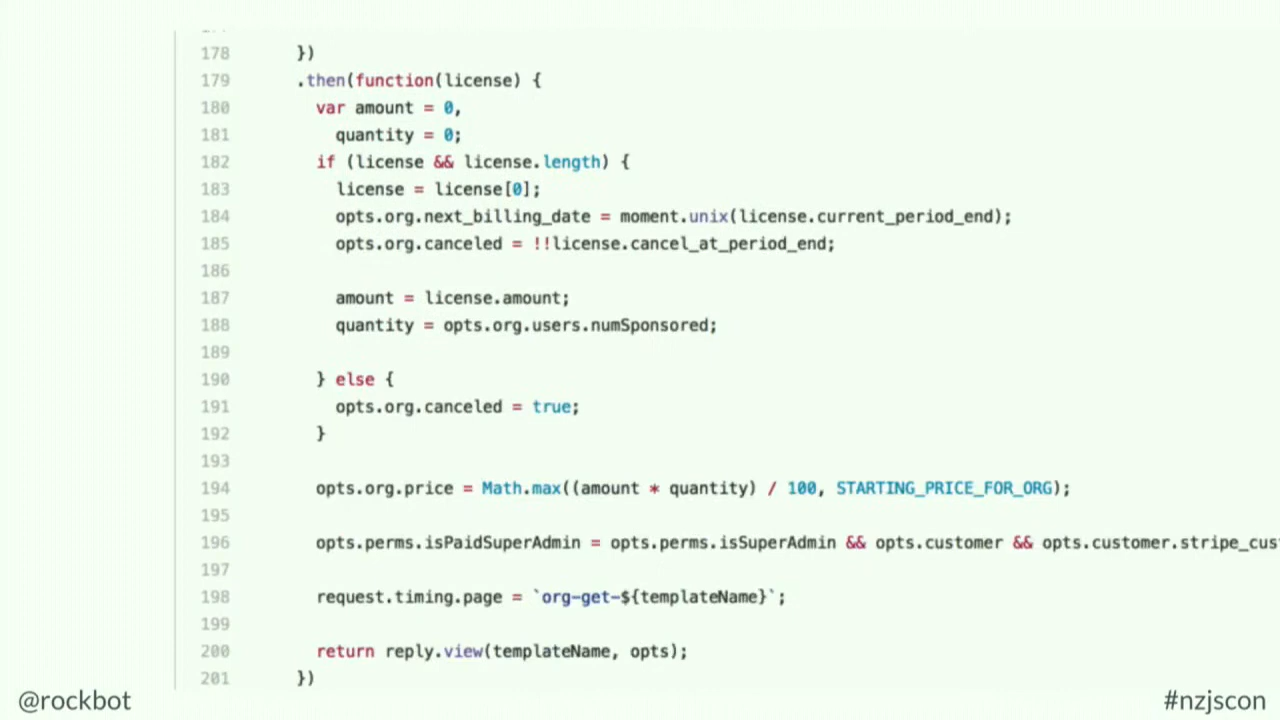 178 })
179 .then(function(license) {
180 var amount = 0,
181 quantity = 0;
182 if (license && license.length) {
183 license = license[0];
184 opts.org.next_billing_date = moment.unix(license.current_period_end);
185 opts.org.canceled = !!license.cancel_at_period_end;
186
187 amount = license.amount;
188 quantity = opts.org.users.numSponsored;
189
190 } else {
191 opts.org.canceled = true;
192 }
193
194 opts.org.price = Math.max((amount * quantity) / 100, STARTING_PRICE_FOR_ORG);
195
196 opts.perms.isPaidSuperAdmin = opts.perms.isSuperAdmin && opts.customer && opts.customer.stripe_cus
197
198 request.timing.page = `org-get-${templateName}`;
199
200 return reply.view(templateName, opts);
201 })
@rockbot
#nzjscon